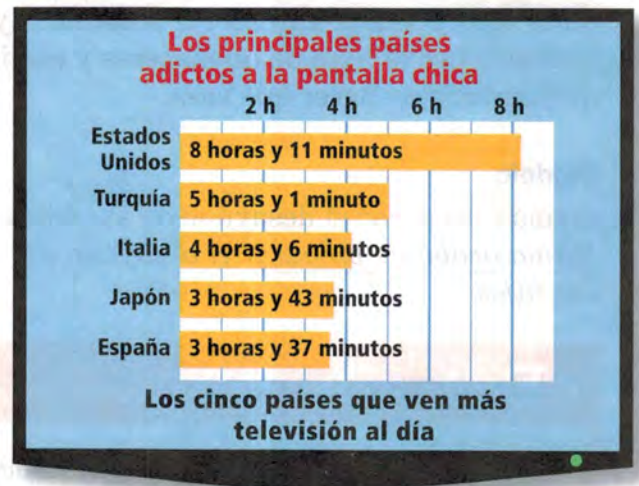 Los principales países
adictos a la pantalla chica
2 h 4 h 6 h 8 h
Estados
Unidos
8 horas y 11 minutos
Turquía 5 horas y 1 minuto
Italia 4 horas y 6 minutos
Japón 3 horas y 43 minutos
España 3 horas y 37 minutos
Los cinco países que ven más
televisión al día